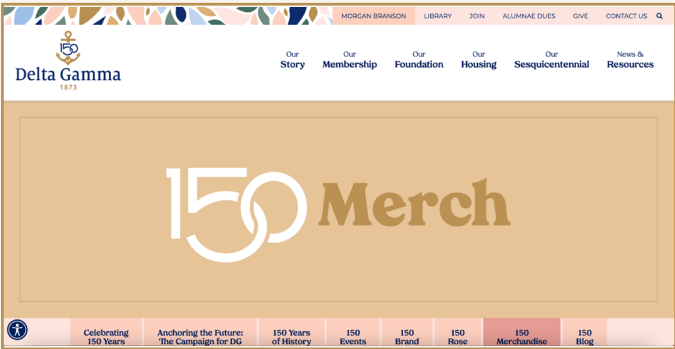 MORGAN BRANSON LIBRARY JOIN ALUMNAE DUES GIVE CONTACT US
150
Delta Gamma
1873
Our Story
Our Membership
Our Foundation
Our Housing
Our Sesquicentennial
News & Resources
150 Merch
Celebrating 150 Years
Anchoring the Future: The Campaign for DG
150 Years of History
150 Events
150 Brand
150 Rose
150 Merchandise
150 Blog